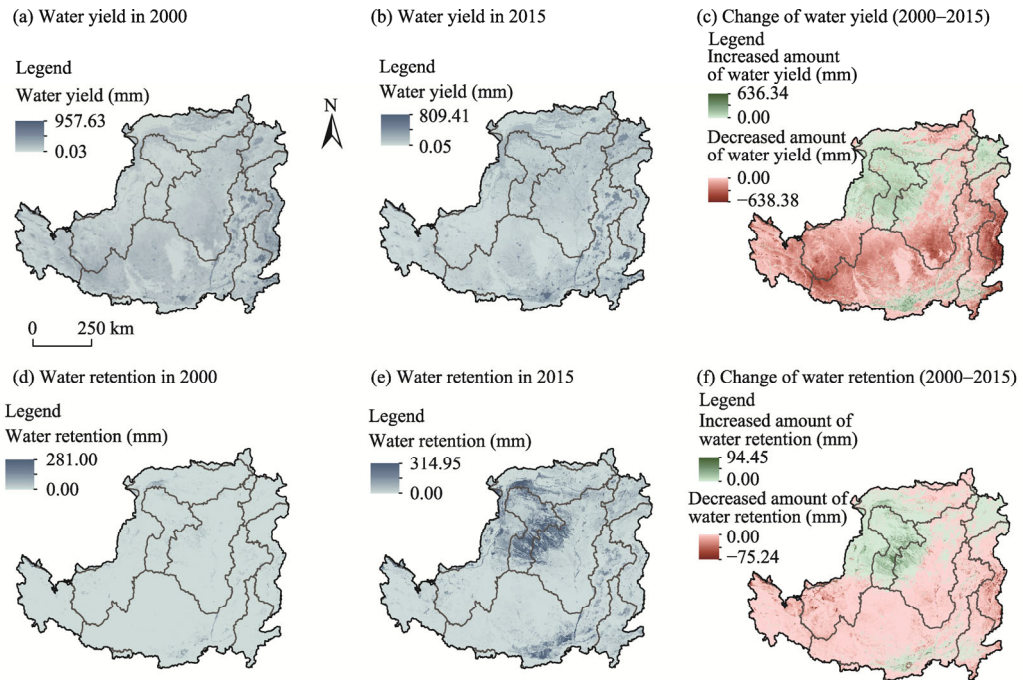 (a) Water yield in 2000
Legend
Water yield (mm)
957.63
0.03
N
0 250 km
(b) Water yield in 2015
Legend
Water yield (mm)
809.41
0.05
(c) Change of water yield (2000–2015)
Legend
Increased amount
of water yield (mm)
636.34
0.00
Decreased amount
of water yield (mm)
0.00
−638.38
(d) Water retention in 2000
Legend
Water retention (mm)
281.00
0.00
(e) Water retention in 2015
Legend
Water retention (mm)
314.95
0.00
(f) Change of water retention (2000–2015)
Legend
Increased amount of
water retention (mm)
94.45
0.00
Decreased amount of
water retention (mm)
0.00
−75.24